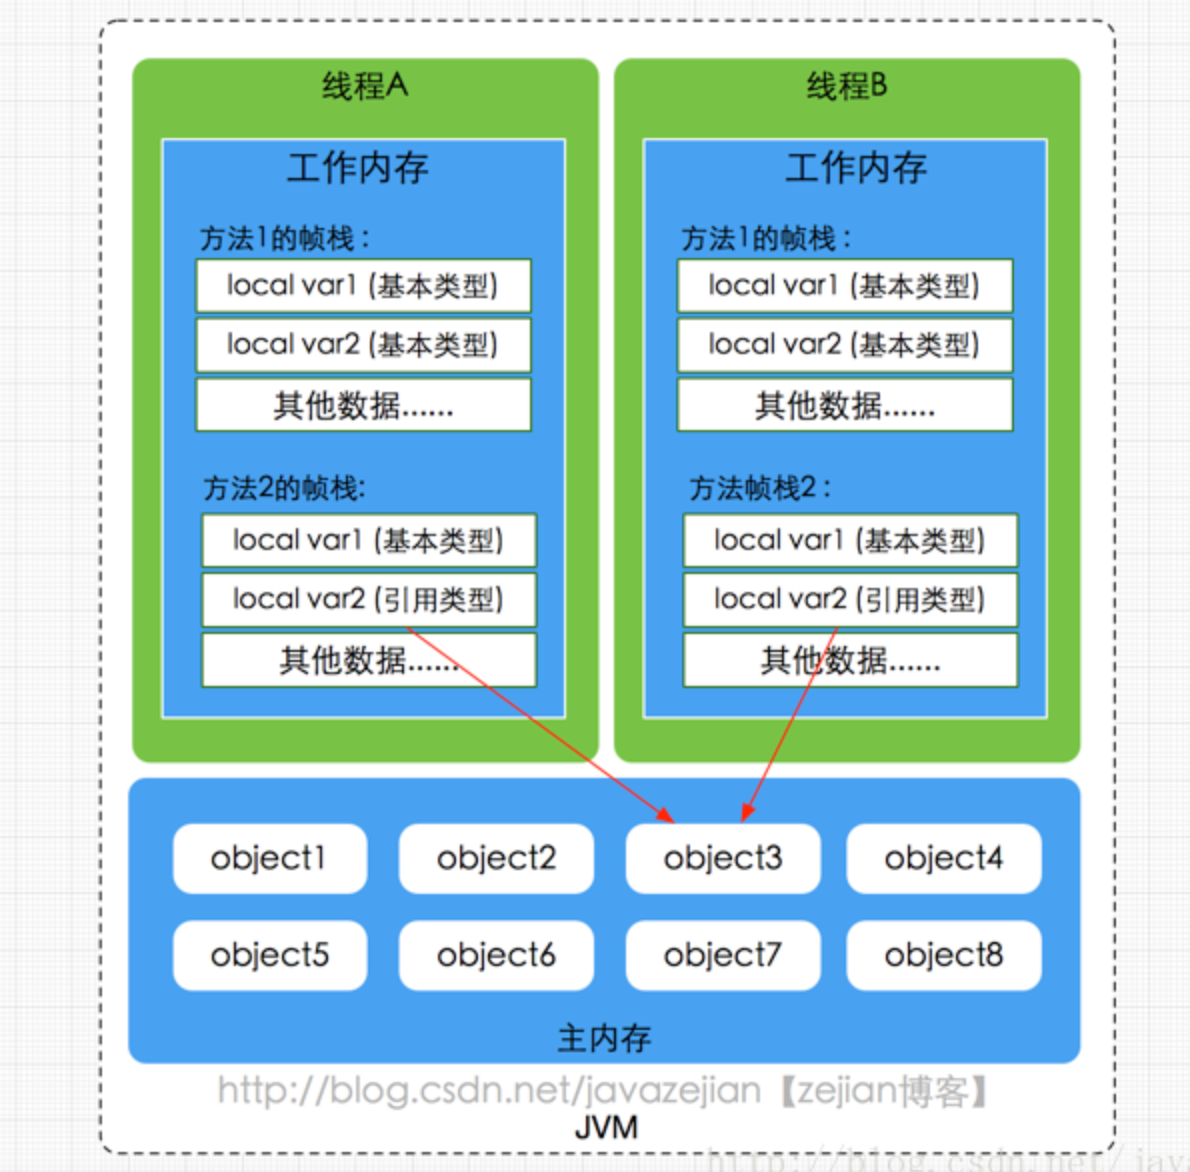 线程A
工作内存
方法1的帧栈：
local var1 (基本类型)
local var2 (基本类型)
其他数据......
方法2的帧栈:
local var1 (基本类型)
local var2 (引用类型)
其他数据......
线程B
工作内存
方法1的帧栈：
local var1 (基本类型)
local var2 (基本类型)
其他数据......
方法帧栈2：
local var1 (基本类型)
local var2 (引用类型)
其他数据......
object1 object2 object3 object4
object5 object6 object7 object8
主内存
http://blog.csdn.net/javazejian【zejian博客】
JVM
http://blog.csdn.net/jav